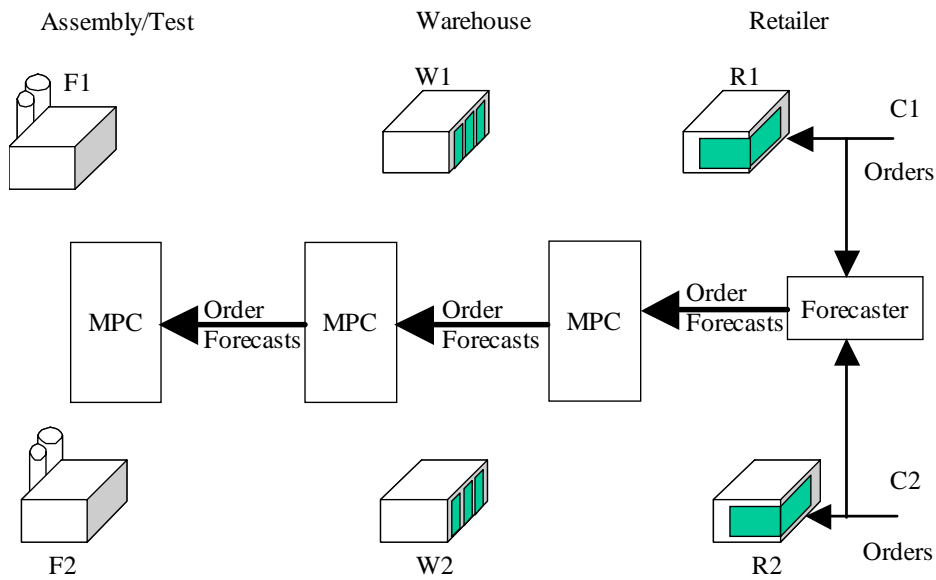 Assembly/Test
Warehouse
Retailer
F1
W1
R1
C1
Orders
MPC
Order
Forecasts
MPC
Order
Forecasts
MPC
Order
Forecasts
Forecaster
C2
Orders
F2
W2
R2